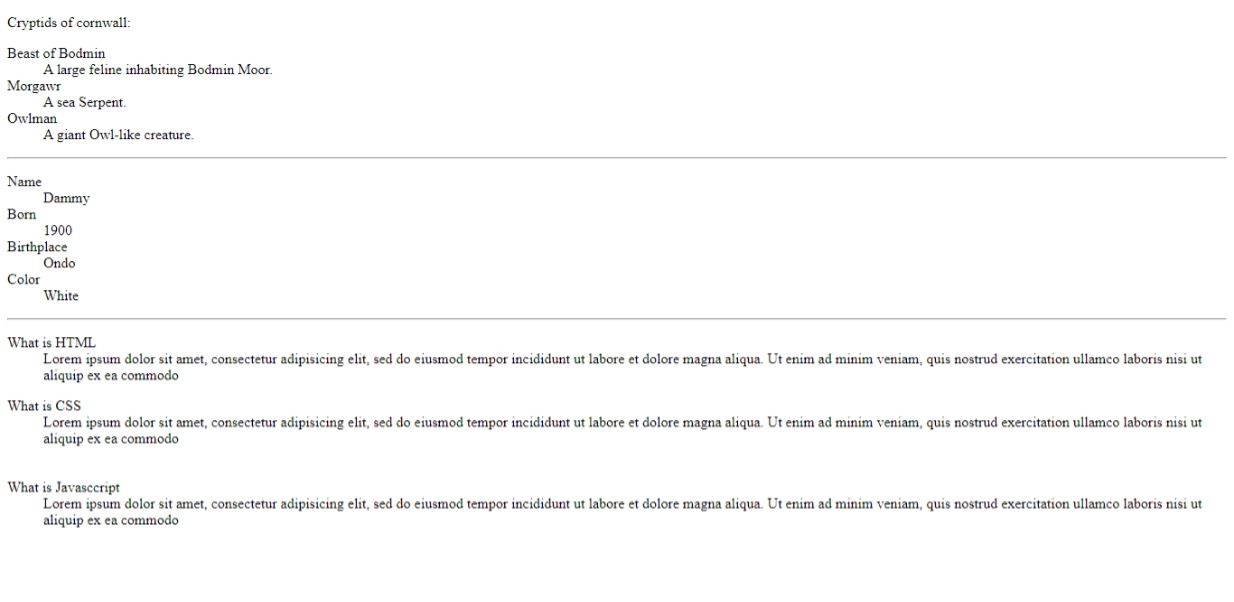 Cryptids of cornwall:
Beast of Bodmin
A large feline inhabiting Bodmin Moor.
Morgawr
A sea Serpent.
Owlman
A giant Owl-like creature.
Name
Dammy
Born
1900
Birthplace
Ondo
Color
White
What is HTML
Lorem ipsum dolor sit amet, consectetur adipisicing elit, sed do eiusmod tempor incididunt ut labore et dolore magna aliqua. Ut enim ad minim veniam, quis nostrud exercitation ullamco laboris nisi ut
aliquip ex ea commodo
What is CSS
Lorem ipsum dolor sit amet, consectetur adipisicing elit, sed do eiusmod tempor incididunt ut labore et dolore magna aliqua. Ut enim ad minim veniam, quis nostrud exercitation ullamco laboris nisi ut
aliquip ex ea commodo
What is Javasccript
Lorem ipsum dolor sit amet, consectetur adipisicing elit, sed do eiusmod tempor incididunt ut labore et dolore magna aliqua. Ut enim ad minim veniam, quis nostrud exercitation ullamco laboris nisi ut
aliquip ex ea commodo